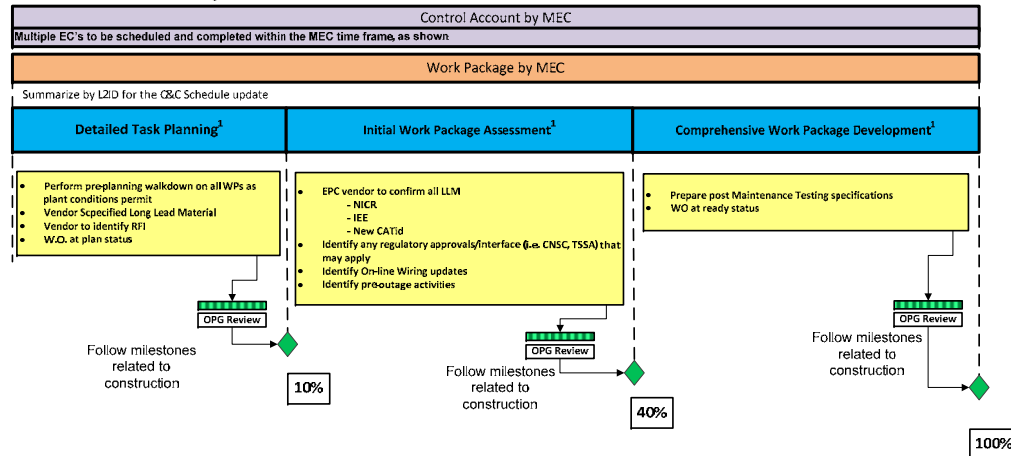 Control Account by MEC
Multiple EC's to be scheduled and completed within the MEC time frame, as shown
Work Package by MEC
Summarize by L2ID for the C&C Schedule update
Detailed Task Planning1
Initial Work Package Assessment1
Comprehensive Work Package Development1
• Perform pre-planning walkdown on all WPs as
plant conditions permit
• Vendor Scpecified Long Lead Material
• Vendor to identify RFI
• W.O. at plan status
OPG Review
Follow milestones
related to
construction
10%
• EPC vendor to confirm all LLM
- NICR
- IEE
- New CATid
• Identify any regulatory approvals/interface (i.e. CNSC, TSSA) that
may apply
• Identify On-line Wiring updates
• Identify pre-outage activities
OPG Review
Follow milestones
related to
construction
40%
• Prepare post Maintenance Testing specifications
• WO at ready status
OPG Review
Follow milestones
related to
construction
100%